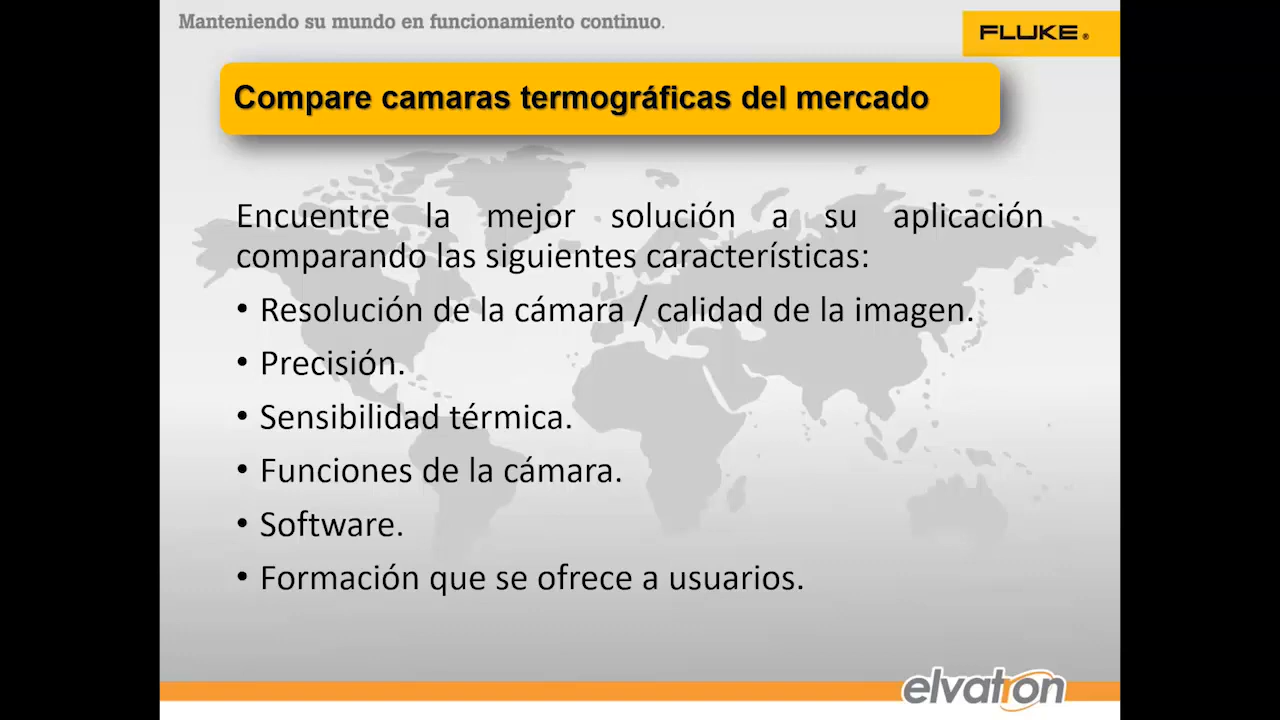 Manteniendo su mundo en funcionamiento continuo.
FLUKE®
Compare camaras termográficas del mercado
Encuentre la mejor solución a su aplicación
comparando las siguientes características:
• Resolución de la cámara / calidad de la imagen.
• Precisión.
• Sensibilidad térmica.
• Funciones de la cámara.
• Software.
• Formación que se ofrece a usuarios.
elvatron